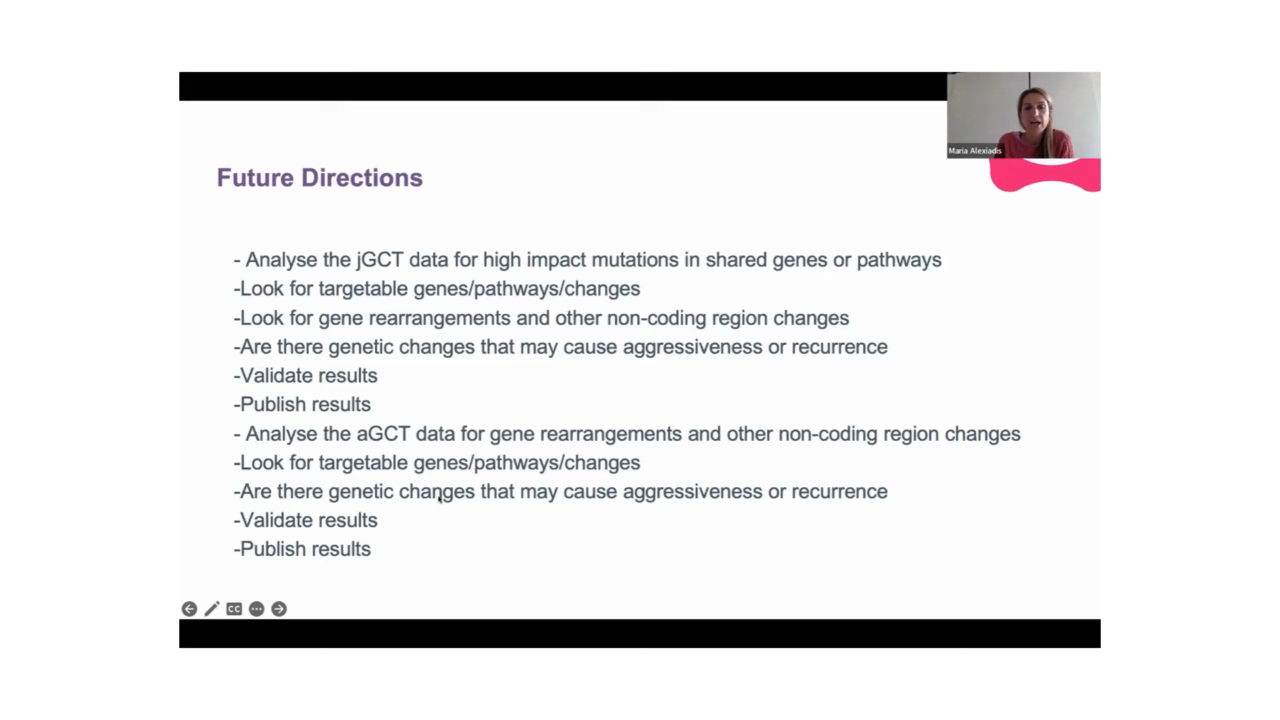 Maria Alexiadis
Future Directions
- Analyse the jGCT data for high impact mutations in shared genes or pathways
-Look for targetable genes/pathways/changes
-Look for gene rearrangements and other non-coding region changes
-Are there genetic changes that may cause aggressiveness or recurrence
-Validate results
-Publish results
- Analyse the aGCT data for gene rearrangements and other non-coding region changes
-Look for targetable genes/pathways/changes
-Are there genetic changes that may cause aggressiveness or recurrence
-Validate results
-Publish results
CC